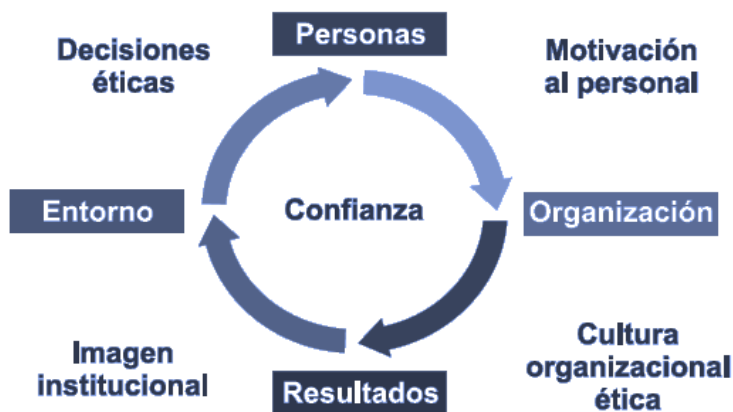 Personas
Decisiones
éticas
Motivación
al personal
Entorno
Confianza
Organización
Imagen
institucional
Resultados
Cultura
organizacional
ética